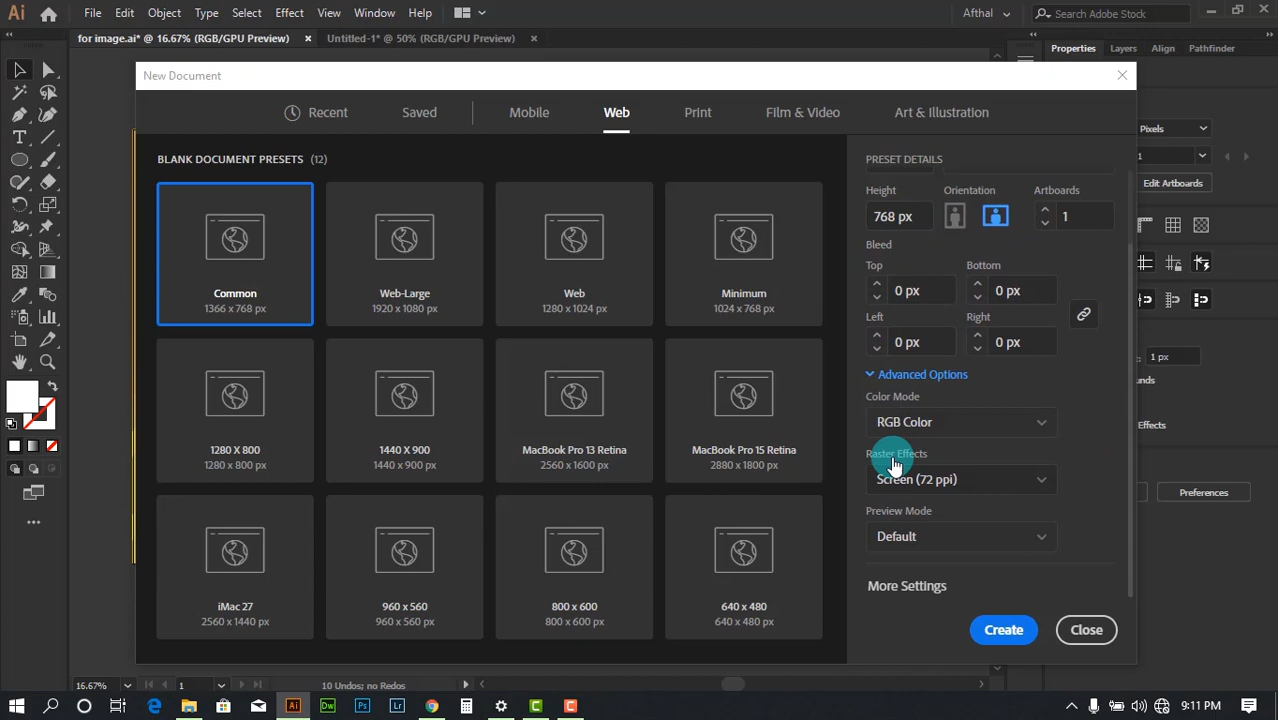 Ai File Edit Object Type Select Effect View Window Help Afthal Search Adobe Stock
for image.ai* @ 16.67% (RGB/GPU Preview) × Untitled-1* @ 50% (RGB/GPU Preview) ×
Properties Layers Align Pathfinder
New Document
Recent Saved Mobile Web Print Film & Video Art & Illustration
BLANK DOCUMENT PRESETS (12)
Common
1366 x 768 px
Web-Large
1920 x 1080 px
Web
1280 x 1024 px
Minimum
1024 x 768 px
1280 X 800
1280 x 800 px
1440 X 900
1440 x 900 px
MacBook Pro 13 Retina
2560 x 1600 px
MacBook Pro 15 Retina
2880 x 1800 px
iMac 27
2560 x 1440 px
960 x 560
960 x 560 px
800 x 600
800 x 600 px
640 x 480
640 x 480 px
PRESET DETAILS
Height Orientation Artboards
768 px 1
Bleed
Top Bottom
0 px 0 px
Left Right
0 px 0 px
Advanced Options
Color Mode
RGB Color
Raster Effects
Screen (72 ppi)
Preview Mode
Default
More Settings
Create Close
Pixels
1
Edit Artboards
1 px
Effects
Preferences
16.67% 1 10 Undos; no Redos
Ai Dw Ps Lrc C C 9:11 PM